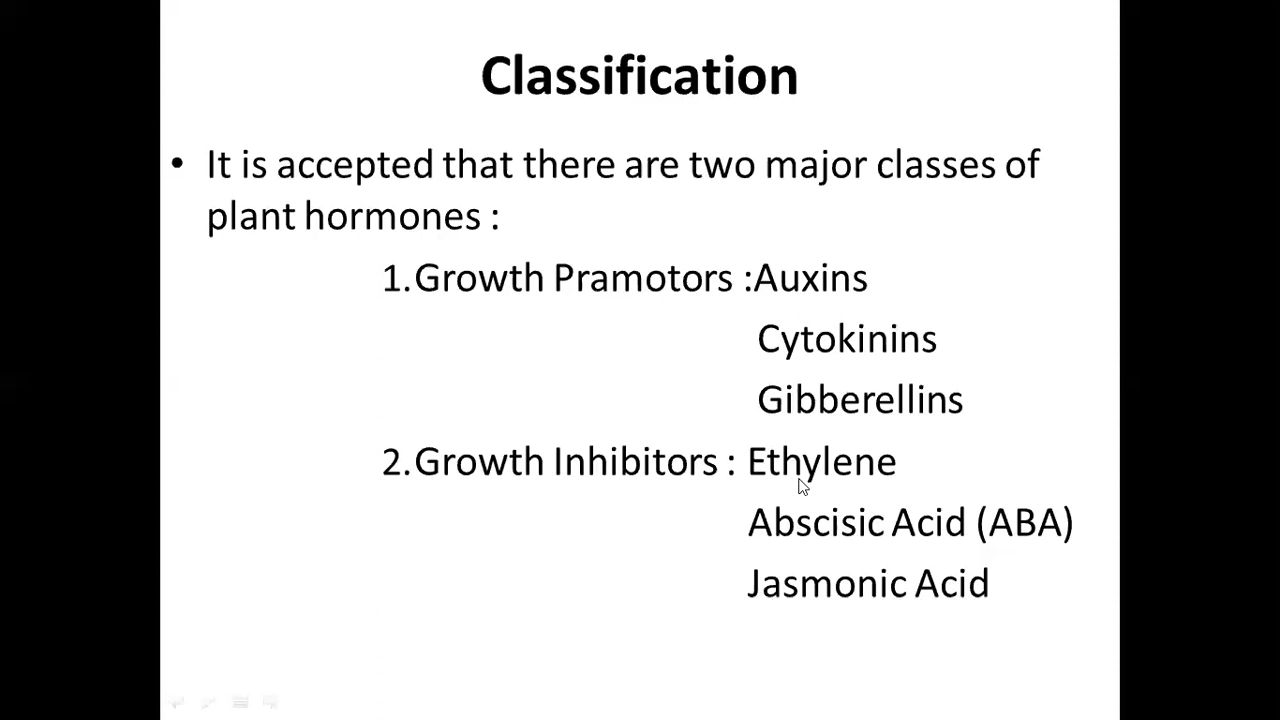 Classification
• It is accepted that there are two major classes of
plant hormones :
1.Growth Pramotors :Auxins
Cytokinins
Gibberellins
2.Growth Inhibitors : Ethylene
Abscisic Acid (ABA)
Jasmonic Acid